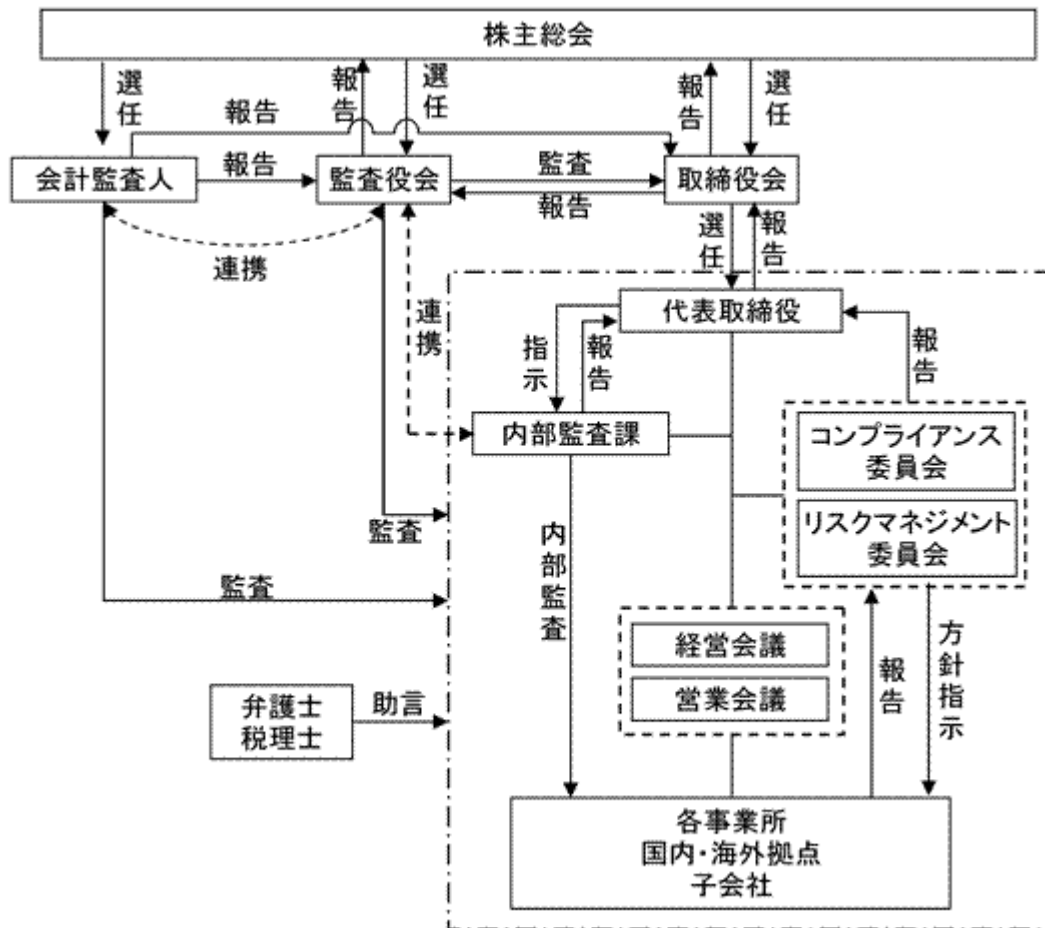 株主総会
選任
報告
選任
報告
選任
報告
会計監査人
報告
監査役会
監査
報告
取締役会
連携
選任
報告
連携
代表取締役
指示
報告
報告
内部監査課
コンプライアンス
委員会
リスクマネジメント
委員会
監査
監査
内部監査
経営会議
営業会議
報告
方針指示
弁護士
税理士
助言
各事業所
国内・海外拠点
子会社